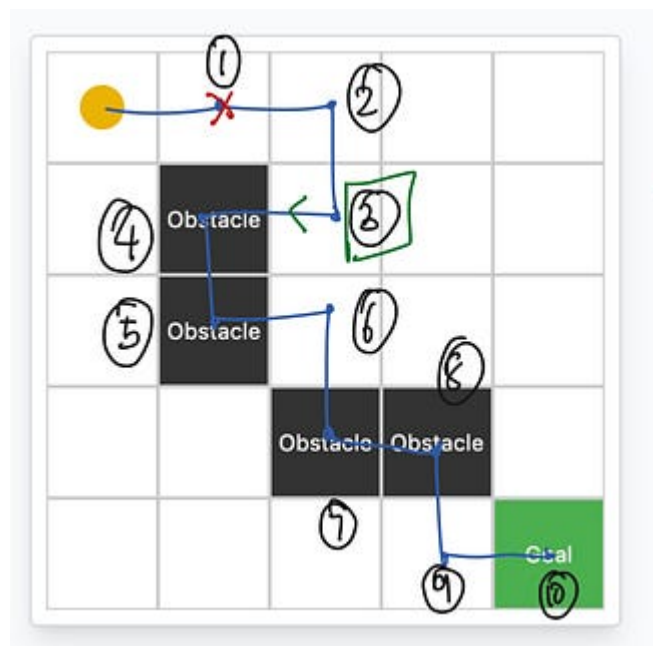 ①
②
Obstacle
③
④
Obstacle
⑤
⑥
⑧
Obstacle Obstacle
⑦
Goal
⑨
⑩